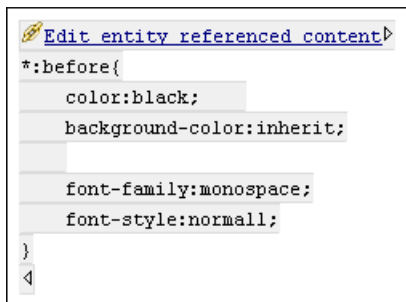 Edit entity referenced content
*:before{
color:black;
background-color:inherit;
font-family:monospace;
font-style:normall;
}